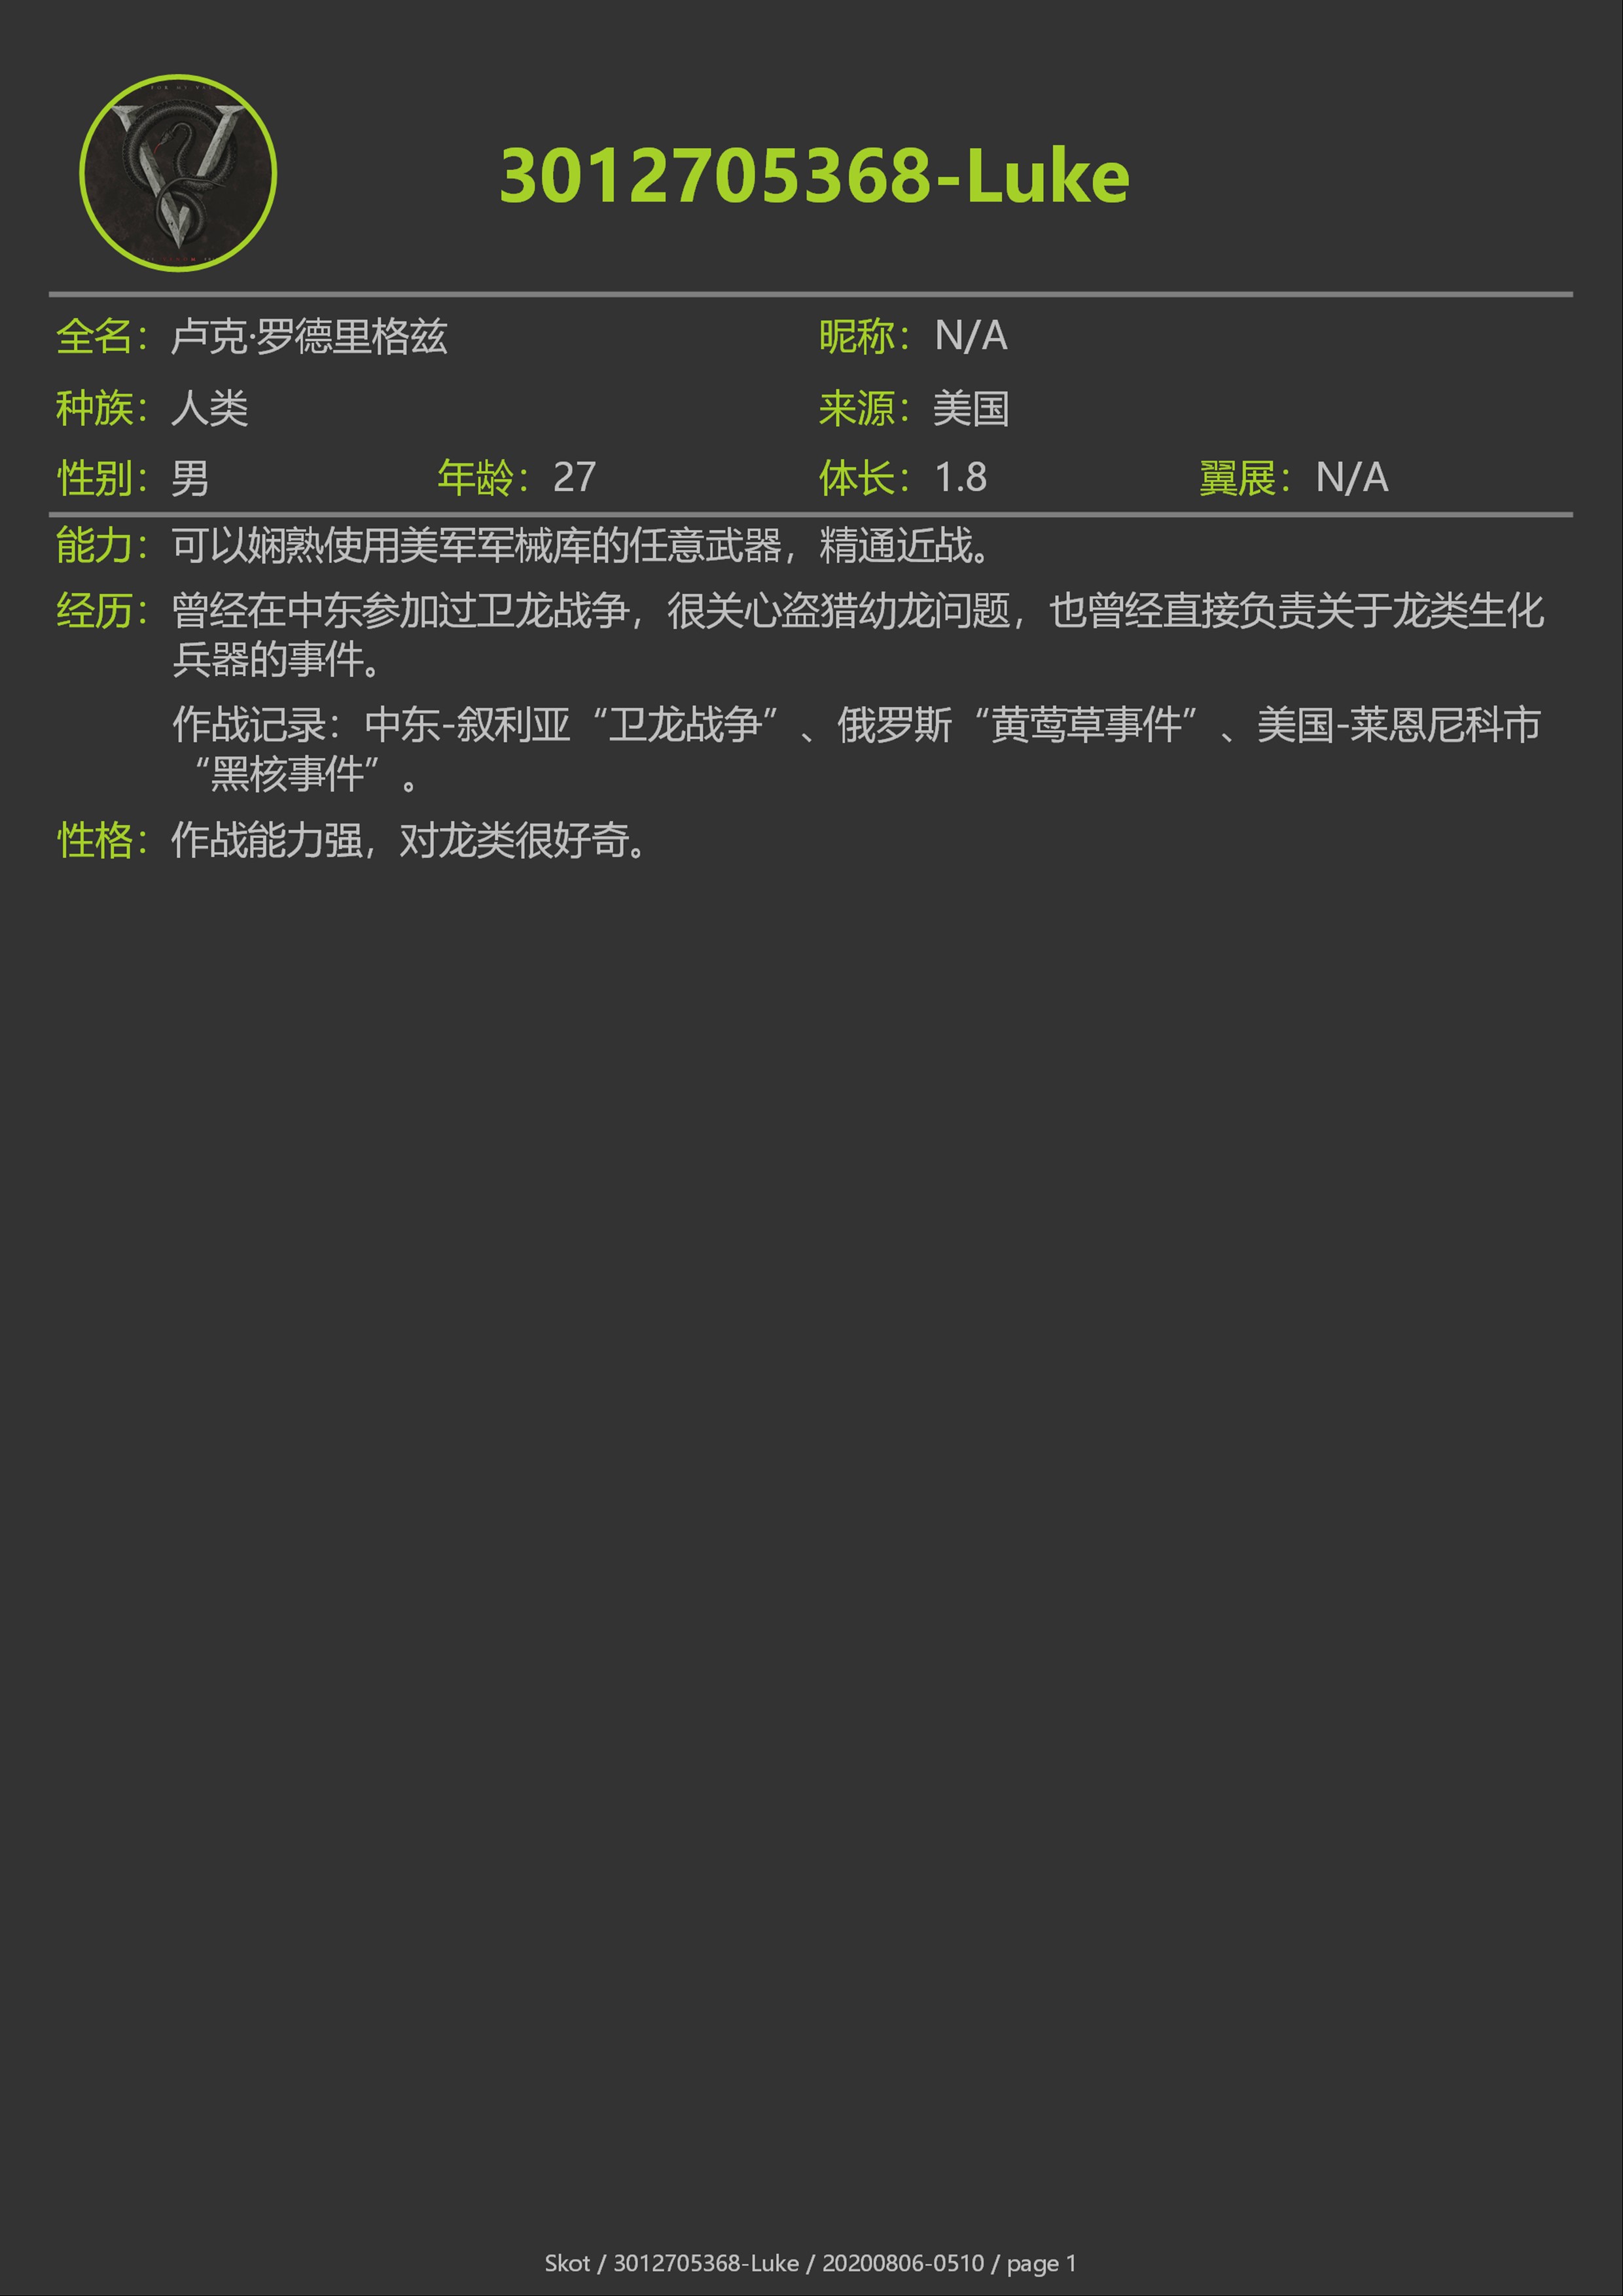 3012705368-Luke
全名：卢克·罗德里格兹 昵称：N/A
种族：人类 来源：美国
性别：男 年龄：27 体长：1.8 翼展：N/A
能力：可以娴熟使用美军军械库的任意武器，精通近战。
经历：曾经在中东参加过卫龙战争，很关心盗猎幼龙问题，也曾经直接负责关于龙类生化
兵器的事件。
作战记录：中东-叙利亚“卫龙战争”、俄罗斯“黄莺草事件”、美国-莱恩尼科市
“黑核事件”。
性格：作战能力强，对龙类很好奇。
Skot / 3012705368-Luke / 20200806-0510 / page 1